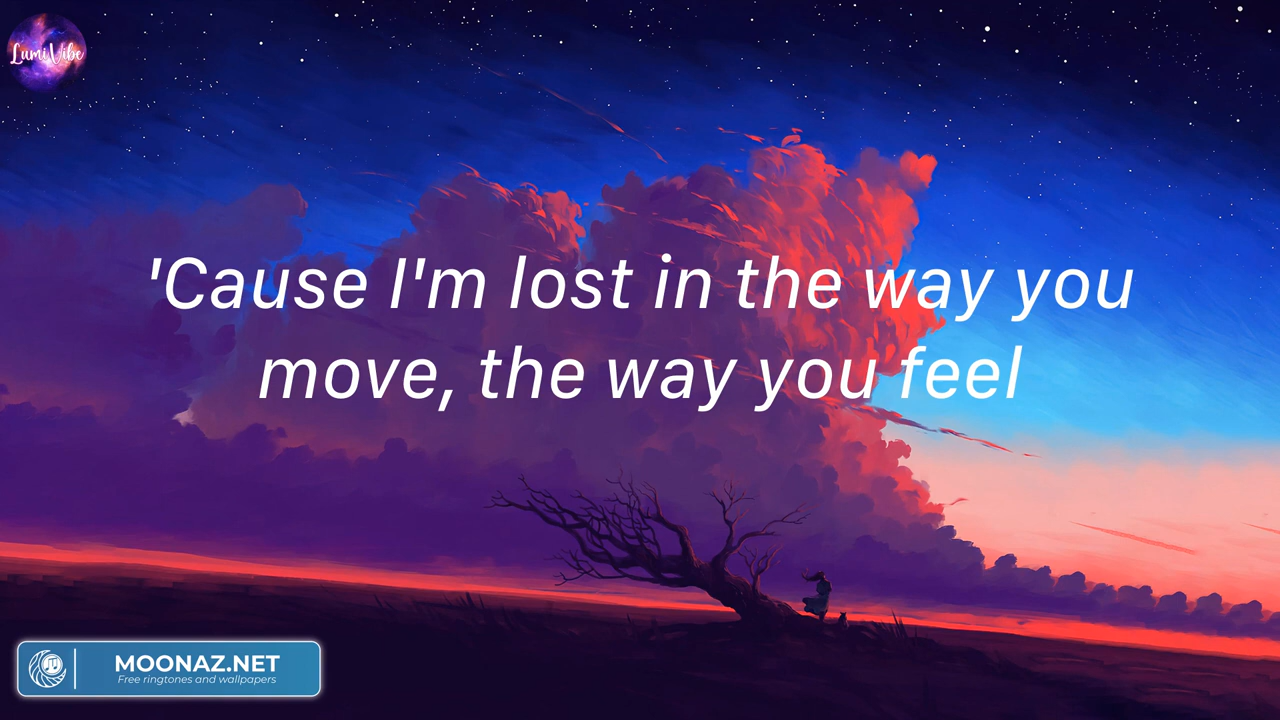 LumiVibe
'Cause I'm lost in the way you
move, the way you feel
MOONAZ.NET
Free ringtones and wallpapers